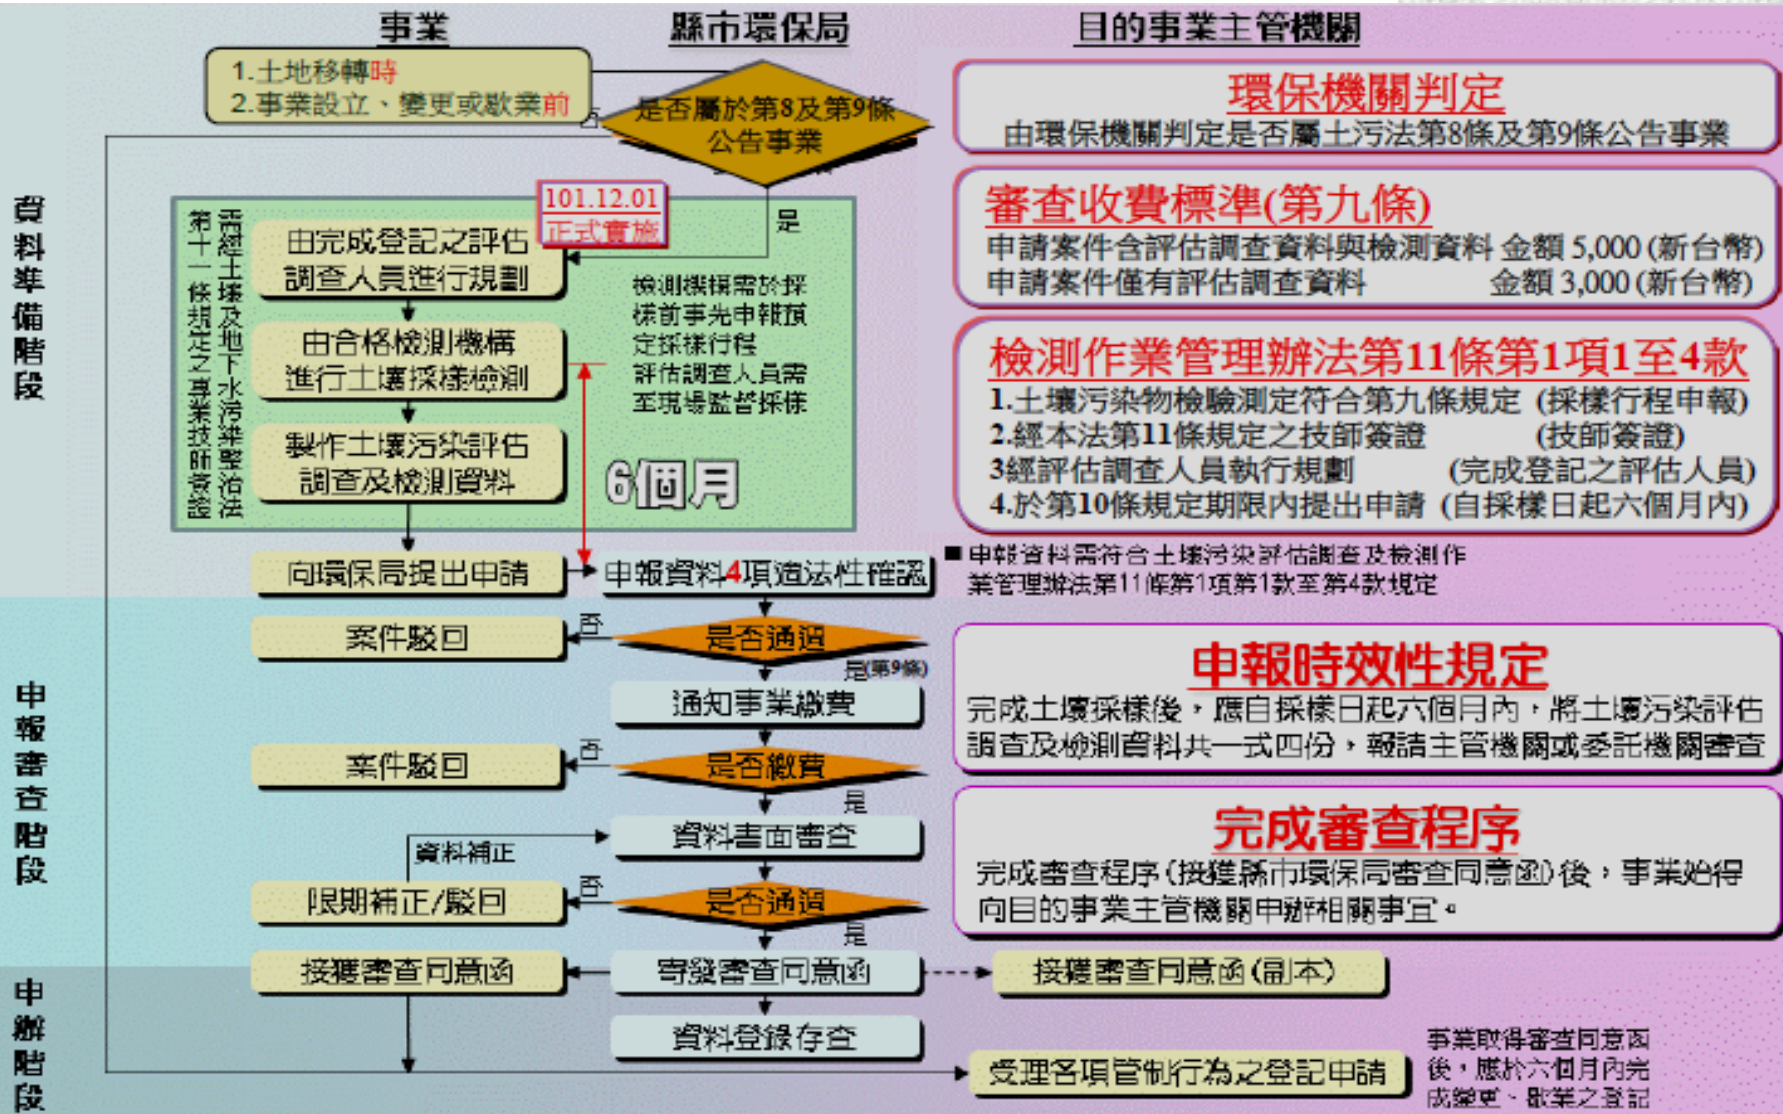 事業
縣市環保局
目的事業主管機關
資料準備階段
1.土地移轉時
2.事業設立、變更或歇業前
否
是否屬於第8及第9條
公告事業
是
101.12.01
正式實施
需經土壤及地下水污染整治法
第十一條規定之專業技師簽證
由完成登記之評估
調查人員進行規劃
由合格檢測機構
進行土壤採樣檢測
製作土壤污染評估
調查及檢測資料
檢測機構需於採
樣前事先申報預
定採樣行程
評估調查人員需
至現場監督採樣
6個月
環保機關判定
由環保機關判定是否屬土污法第8條及第9條公告事業
審查收費標準(第九條)
申請案件含評估調查資料與檢測資料 金額 5,000 (新台幣)
申請案件僅有評估調查資料 金額 3,000 (新台幣)
檢測作業管理辦法第11條第1項1至4款
1.土壤污染物檢驗測定符合第九條規定 (採樣行程申報)
2.經本法第11條規定之技師簽證 (技師簽證)
3經評估調查人員執行規劃 (完成登記之評估人員)
4.於第10條規定期限內提出申請 (自採樣日起六個月內)
向環保局提出申請
申報資料4項適法性確認
■ 申報資料需符合土壤污染評估調查及檢測作
業管理辦法第11條第1項第1款至第4款規定
申報審查階段
案件駁回
否
是否通過
是(第9條)
通知事業繳費
案件駁回
否
是否繳費
是
資料書面審查
資料補正
限期補正/駁回
否
是否通過
是
申報時效性規定
完成土壤採樣後，應自採樣日起六個月內，將土壤污染評估
調查及檢測資料共一式四份，報請主管機關或委託機關審查
完成審查程序
完成審查程序(接獲縣市環保局審查同意函)後，事業始得
向目的事業主管機關申辦相關事宜。
申辦階段
接獲審查同意函
寄發審查同意函
接獲審查同意函(副本)
資料登錄存查
受理各項管制行為之登記申請
事業取得審查同意函
後，應於六個月內完
成變更、歇業之登記